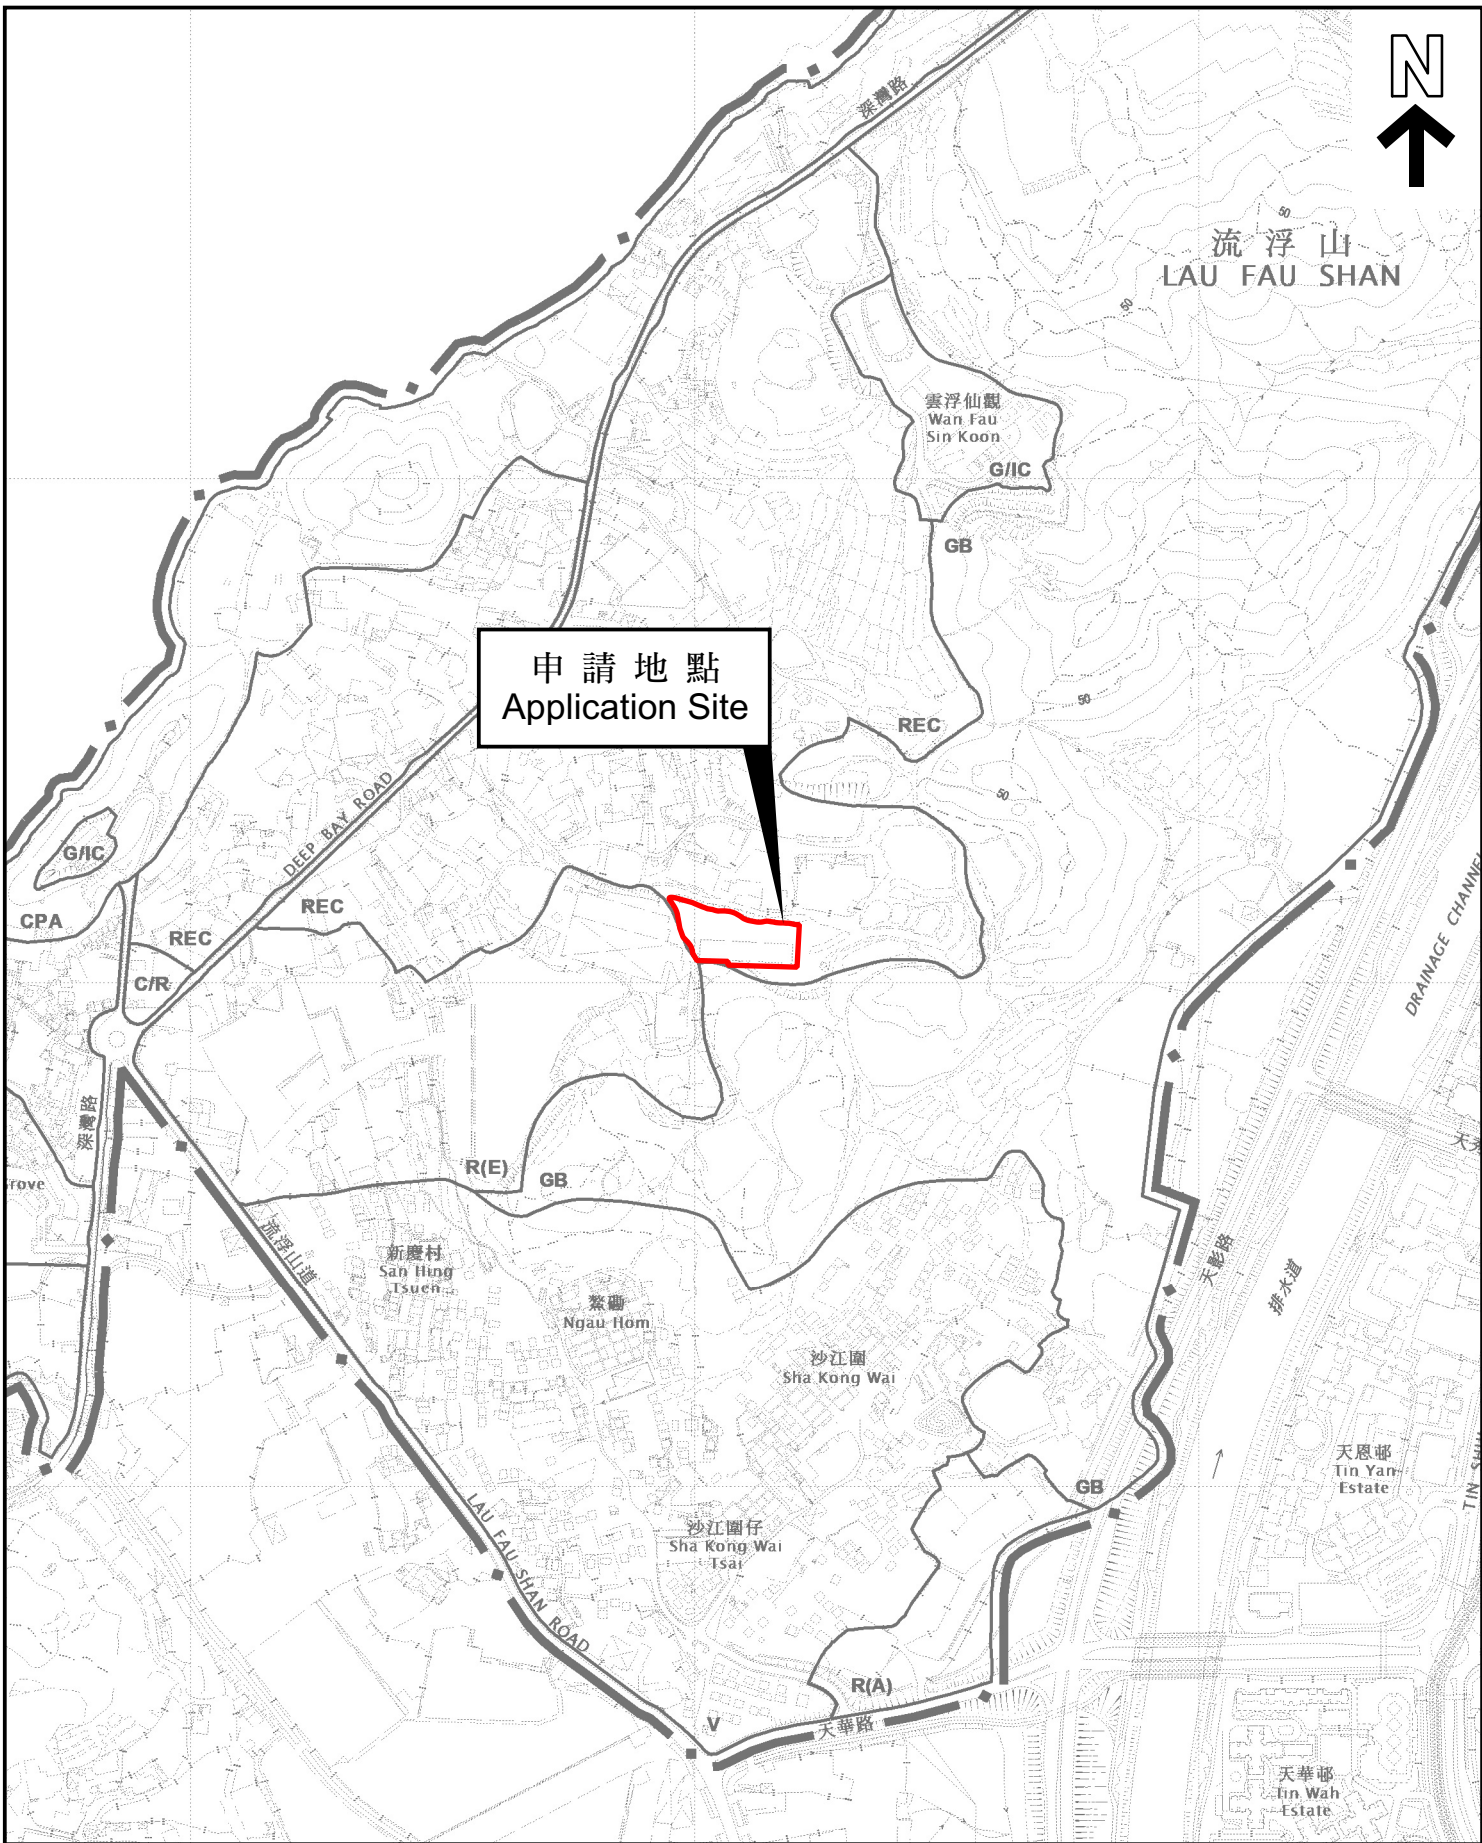 N
深灣路
50
流浮山
LAU FAU SHAN
50
雲浮仙觀
Wan Fau
Sin Koon
G/IC
GB
申請地點
Application Site
50
REC
50
DEEP BAY ROAD
G/IC
REC
CPA
REC
C/R
DRAINAGE CHANNEL
深灣路
R(E)
GB
rove
流浮山道
新慶村
San Hing
Tsuen
鰲磡
Ngau Hom
天影路
排水道
沙江圍
Sha Kong Wai
天恩邨
Tin Yan
Estate
GB
LAU FAU SHAN ROAD
沙江圍仔
Sha Kong Wai
Tsai
R(A)
V
天華路
天華邨
Tin Wah
Estate